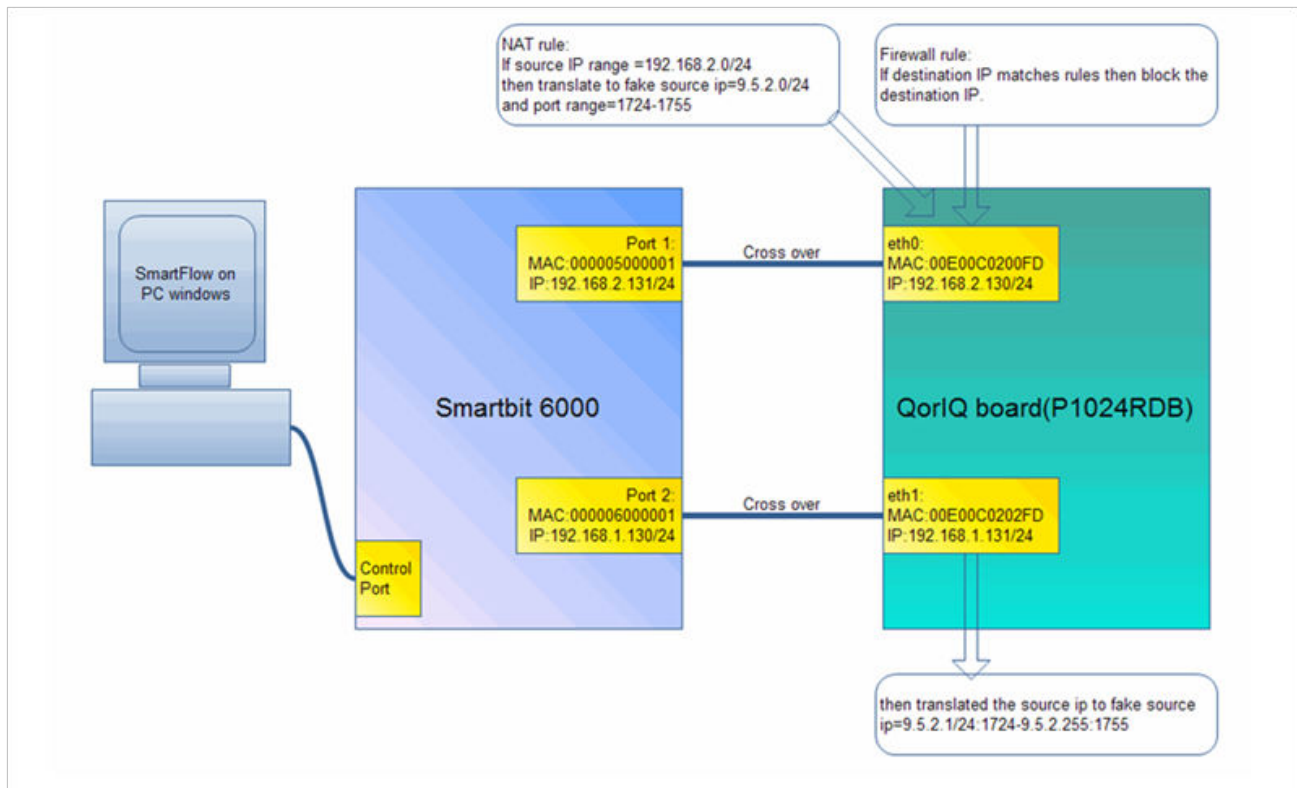 NAT rule:
If source IP range =192.168.2.0/24
then translate to fake source ip=9.5.2.0/24
and port range=1724-1755
Firewall rule:
If destination IP matches rules then block the
destination IP.
SmartFlow on
PC windows
Port 1:
MAC:000005000001
IP:192.168.2.131/24
Cross over
eth0:
MAC:00E00C0200FD
IP:192.168.2.130/24
Smartbit 6000
QorIQ board(P1024RDB)
Port 2:
MAC:000006000001
IP:192.168.1.130/24
Cross over
eth1:
MAC:00E00C0202FD
IP:192.168.1.131/24
Control
Port
then translated the source ip to fake source
ip=9.5.2.1/24:1724-9.5.2.255:1755